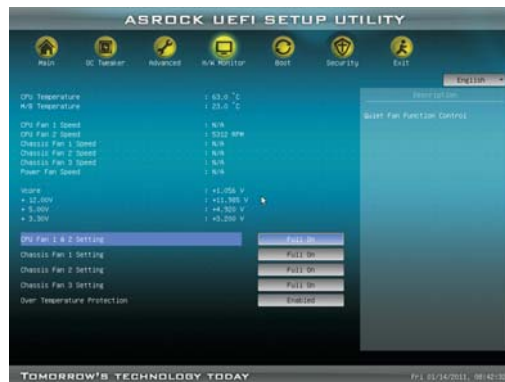 ASROCK UEFI SETUP UTILITY
Main OC Tweaker Advanced H/W Monitor Boot Security Exit
English
Description
CPU Temperature : 63.0 °C
M/B Temperature : 23.0 °C
Quiet Fan Function Control
CPU Fan 1 Speed : N/A
CPU Fan 2 Speed : 5312 RPM
Chassis Fan 1 Speed : N/A
Chassis Fan 2 Speed : N/A
Chassis Fan 3 Speed : N/A
Power Fan Speed : N/A
Vcore : +1.056 V
+ 12.00V : +11.985 V
+ 5.00V : +4.920 V
+ 3.30V : +3.200 V
CPU Fan 1 & 2 Setting Full On
Chassis Fan 1 Setting Full On
Chassis Fan 2 Setting Full On
Chassis Fan 3 Setting Full On
Over Temperature Protection Enabled
TOMORROW'S TECHNOLOGY TODAY
Fri 01/14/2011,